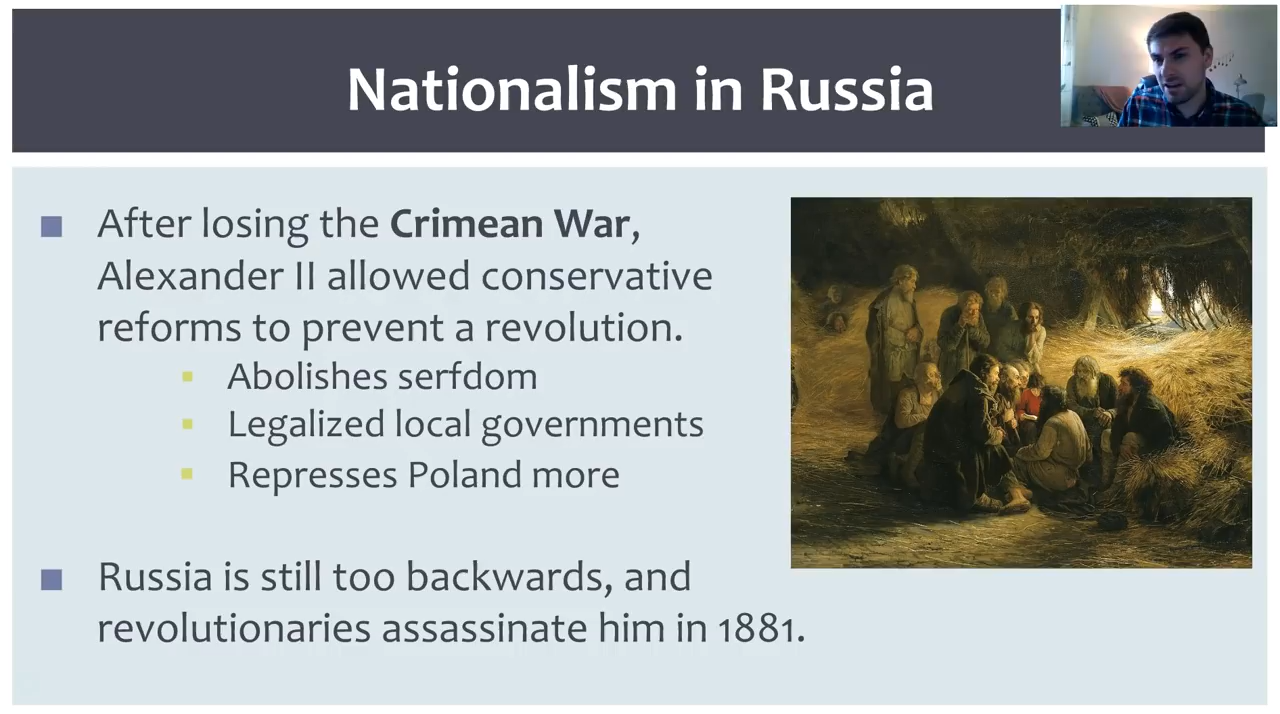 Nationalism in Russia
After losing the Crimean War,
Alexander II allowed conservative
reforms to prevent a revolution.
Abolishes serfdom
Legalized local governments
Represses Poland more
Russia is still too backwards, and
revolutionaries assassinate him in 1881.